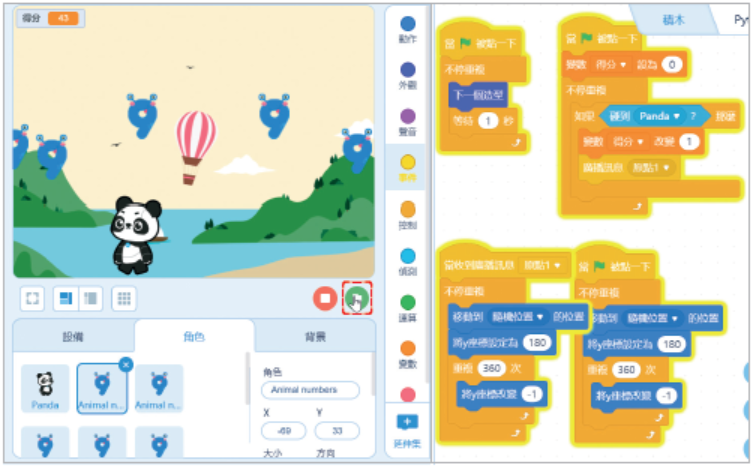 得分 43
設備
角色
背景
Panda
Animal n...
Animal n...
角色
Animal numbers
X
Y
-69
33
大小
方向
動作
外觀
聲音
事件
控制
偵測
運算
變數
延伸集
積木
Py
當 被點一下
不停重複
下一個造型
等待 1 秒
當 被點一下
變數 得分 設為 0
不停重複
如果 碰到 Panda ? 那麼
變數 得分 改變 1
廣播訊息 原點1
當收到廣播訊息 原點1
不停重複
移動到 隨機位置 的位置
將y座標設定為 180
重複 360 次
將y座標改變 -1
當 被點一下
不停重複
移動到 隨機位置 的位置
將y座標設定為 180
重複 360 次
將y座標改變 -1